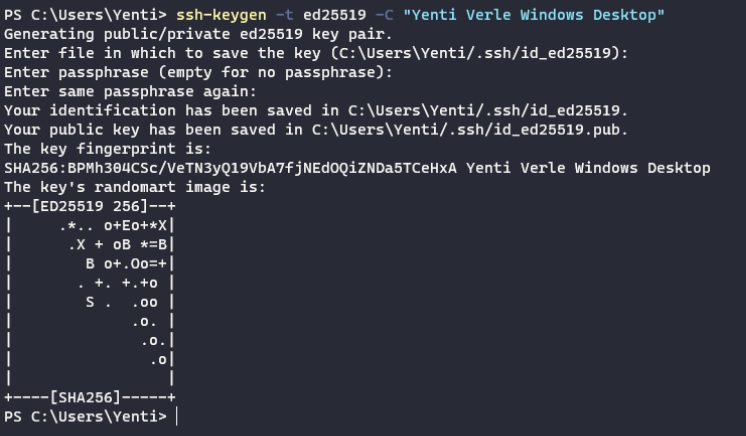 PS C:\Users\Yenti> ssh-keygen -t ed25519 -C "Yenti Verle Windows Desktop"
Generating public/private ed25519 key pair.
Enter file in which to save the key (C:\Users\Yenti/.ssh/id_ed25519):
Enter passphrase (empty for no passphrase):
Enter same passphrase again:
Your identification has been saved in C:\Users\Yenti/.ssh/id_ed25519.
Your public key has been saved in C:\Users\Yenti/.ssh/id_ed25519.pub.
The key fingerprint is:
SHA256:BPMh304CSc/VeTN3yQ19VbA7fjNEdOQiZNDa5TCeHxA Yenti Verle Windows Desktop
The key's randomart image is:
+--[ED25519 256]--+
|      .*.. o+Eo+*X|
|       .X + oB *=B|
|         B o+.Oo=+|
|        . +. +.+o |
|         S .  .oo |
|              .o. |
|               .o.|
|                .o|
|                 |
+----[SHA256]-----+
PS C:\Users\Yenti>